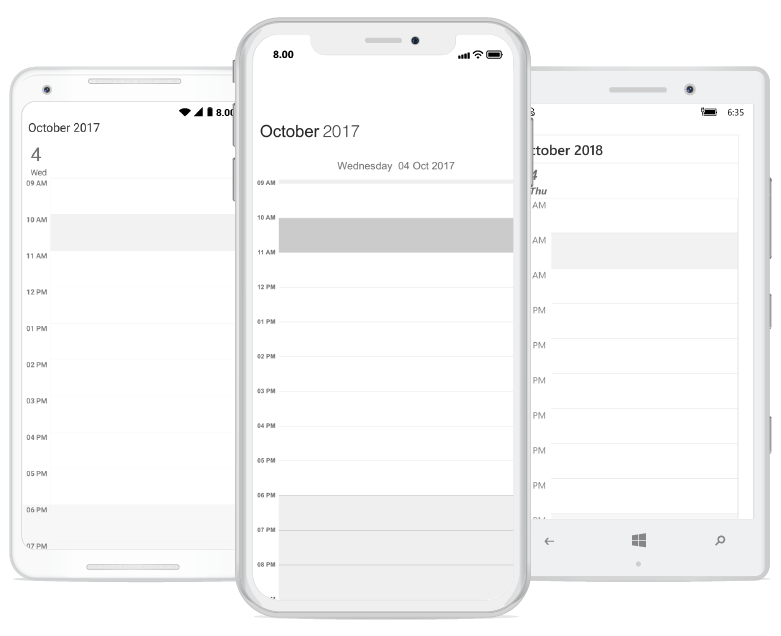 8.00
October 2017
4
Wed
09 AM
10 AM
11 AM
12 PM
01 PM
02 PM
03 PM
04 PM
05 PM
06 PM
07 PM
8.00
October 2017
Wednesday 04 Oct 2017
09 AM
10 AM
11 AM
12 PM
01 PM
02 PM
03 PM
04 PM
05 PM
06 PM
07 PM
08 PM
6:35
ctober 2018
4
Thu
AM
AM
AM
PM
PM
PM
PM
PM
PM